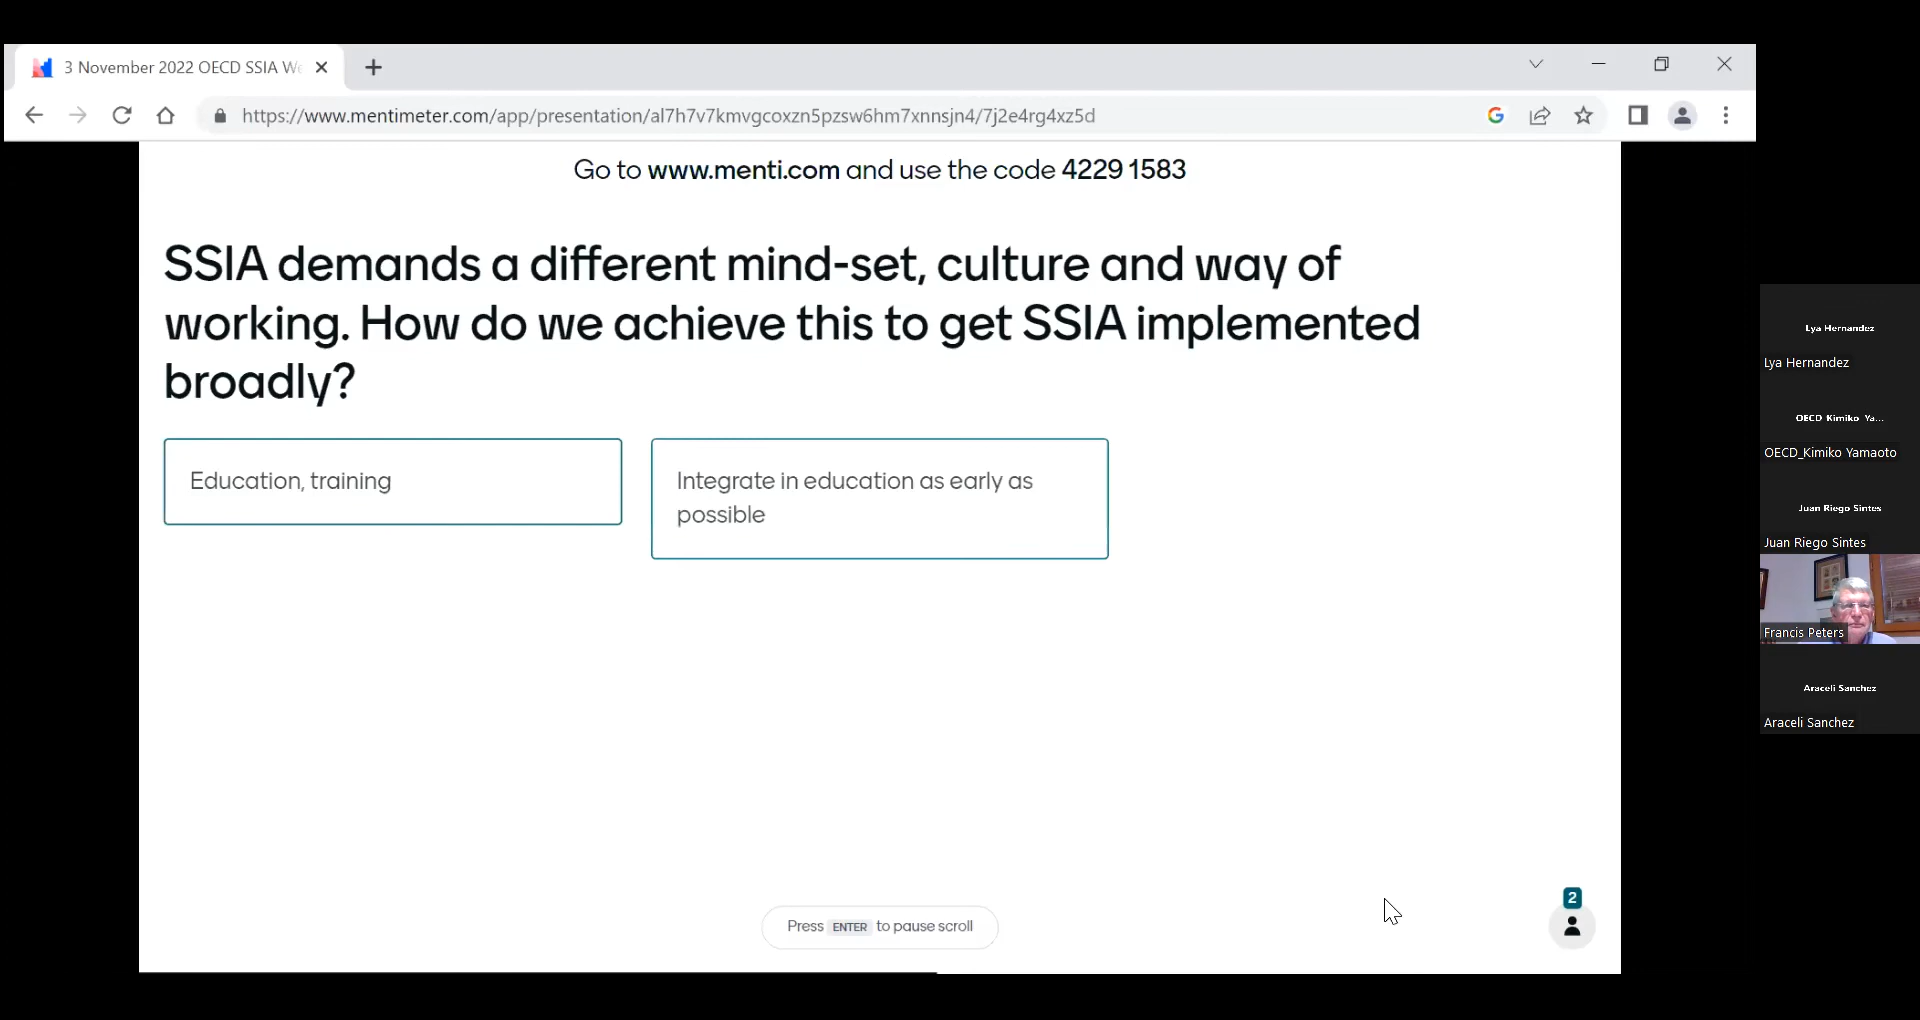 3 November 2022 OECD SSIA We
https://www.mentimeter.com/app/presentation/al7h7v7kmvgcoxzn5pzsw6hm7xnnsjn4/7j2e4rg4xz5d
Go to www.menti.com and use the code 4229 1583
SSIA demands a different mind-set, culture and way of
working. How do we achieve this to get SSIA implemented
broadly?
Education, training
Integrate in education as early as
possible
Press ENTER to pause scroll
2
Lya Hernandez
Lya Hernandez
OECD_Kimiko Ya...
OECD_Kimiko Yamaoto
Juan Riego Sintes
Juan Riego Sintes
Francis Peters
Araceli Sanchez
Araceli Sanchez